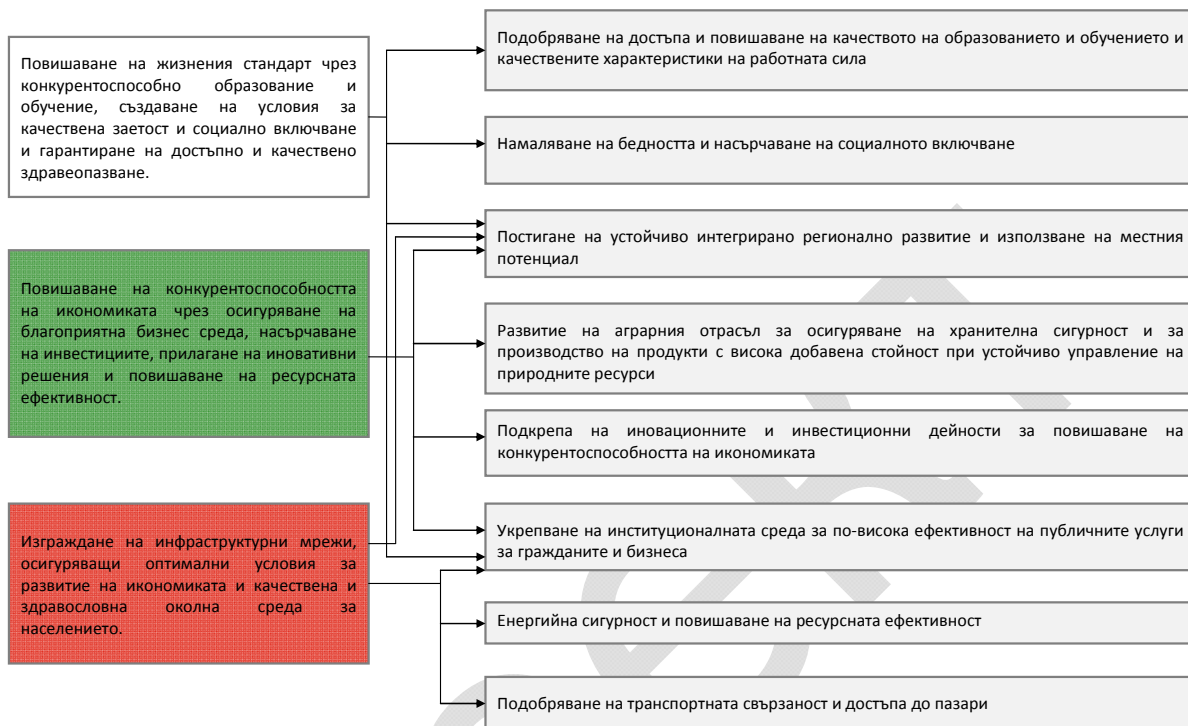 Повишаване на жизнения стандарт чрез
конкурентоспособно образование и
обучение, създаване на условия за
качествена заетост и социално включване
и гарантиране на достъпно и качествено
здравеопазване.
Повишаване на конкурентоспособността
на икономиката чрез осигуряване на
благоприятна бизнес среда, насърчаване
на инвестициите, прилагане на иновативни
решения и повишаване на ресурсната
ефективност.
Изграждане на инфраструктурни мрежи,
осигуряващи оптимални условия за
развитие на икономиката и качествена и
здравословна околна среда за
населението.
Подобряване на достъпа и повишаване на качеството на образованието и обучението и
качествените характеристики на работната сила
Намаляване на бедността и насърчаване на социалното включване
Постигане на устойчиво интегрирано регионално развитие и използване на местния
потенциал
Развитие на аграрния отрасъл за осигуряване на хранителна сигурност и за
производство на продукти с висока добавена стойност при устойчиво управление на
природните ресурси
Подкрепа на иновационните и инвестиционни дейности за повишаване на
конкурентоспособността на икономиката
Укрепване на институционалната среда за по-висока ефективност на публичните услуги
за гражданите и бизнеса
Енергийна сигурност и повишаване на ресурсната ефективност
Подобряване на транспортната свързаност и достъпа до пазари